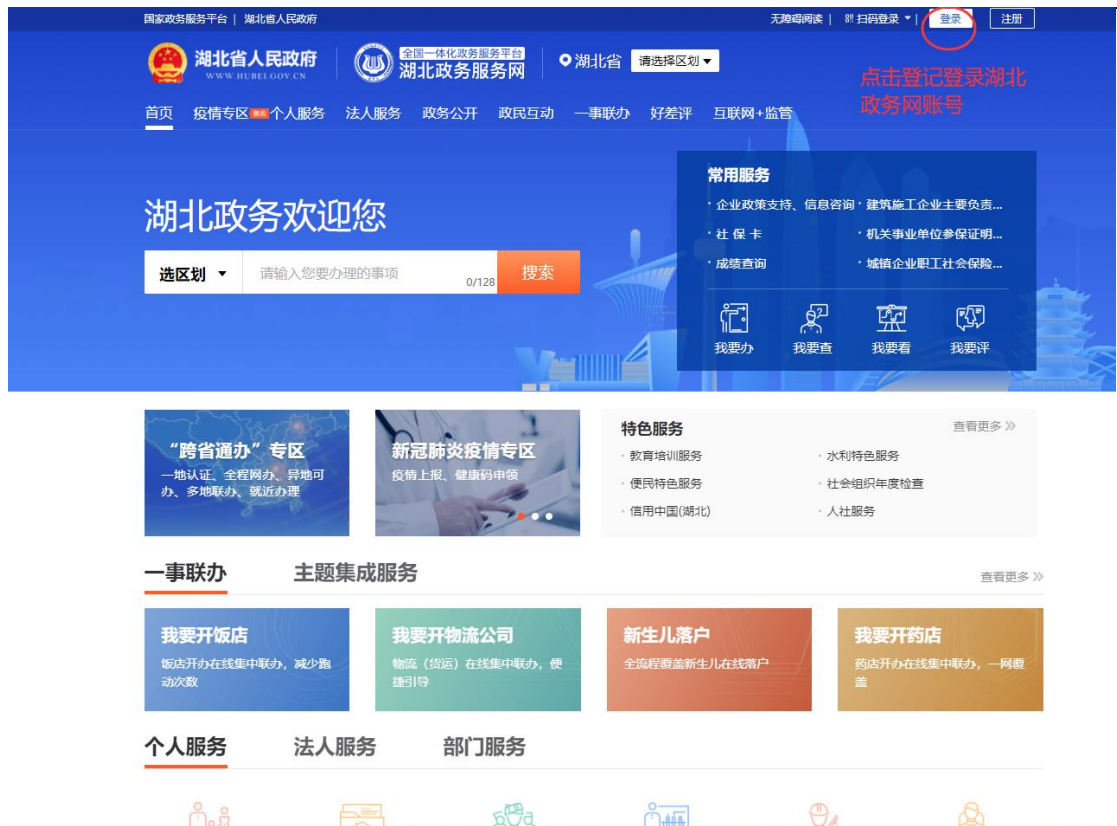 国家政务服务平台 | 湖北省人民政府
无障碍阅读 | 扫码登录 ▼ | 登录 注册
湖北省人民政府
WWW.HUBEI.GOV.CN
全国一体化政务服务平台
湖北政务服务网
湖北省 请选择区划 ▼
点击登记登录湖北
政务网账号
首页 疫情专区 个人服务 法人服务 政务公开 政民互动 一事联办 好差评 互联网+监管
湖北政务欢迎您
选区划 ▼ 请输入您要办理的事项 0/128 搜索
常用服务
· 企业政策支持、信息咨询 · 建筑施工企业主要负责...
· 社 保 卡 · 机关事业单位参保证明...
· 成绩查询 · 城镇企业职工社会保险...
我要办 我要查 我要看 我要评
“跨省通办”专区
一地认证、全程网办、异地可
办、多地联办、就近办理
新冠肺炎疫情专区
疫情上报、健康码申领
特色服务 查看更多 》
· 教育培训服务 · 水利特色服务
· 便民特色服务 · 社会组织年度检查
· 信用中国(湖北) · 人社服务
一事联办 主题集成服务 查看更多 》
我要开饭店
饭店开办在线集中联办，减少跑
动次数
我要开物流公司
物流（货运）在线集中联办，便
捷引导
新生儿落户
全流程覆盖新生儿在线落户
我要开药店
药店开办在线集中联办，一网覆
盖
个人服务 法人服务 部门服务